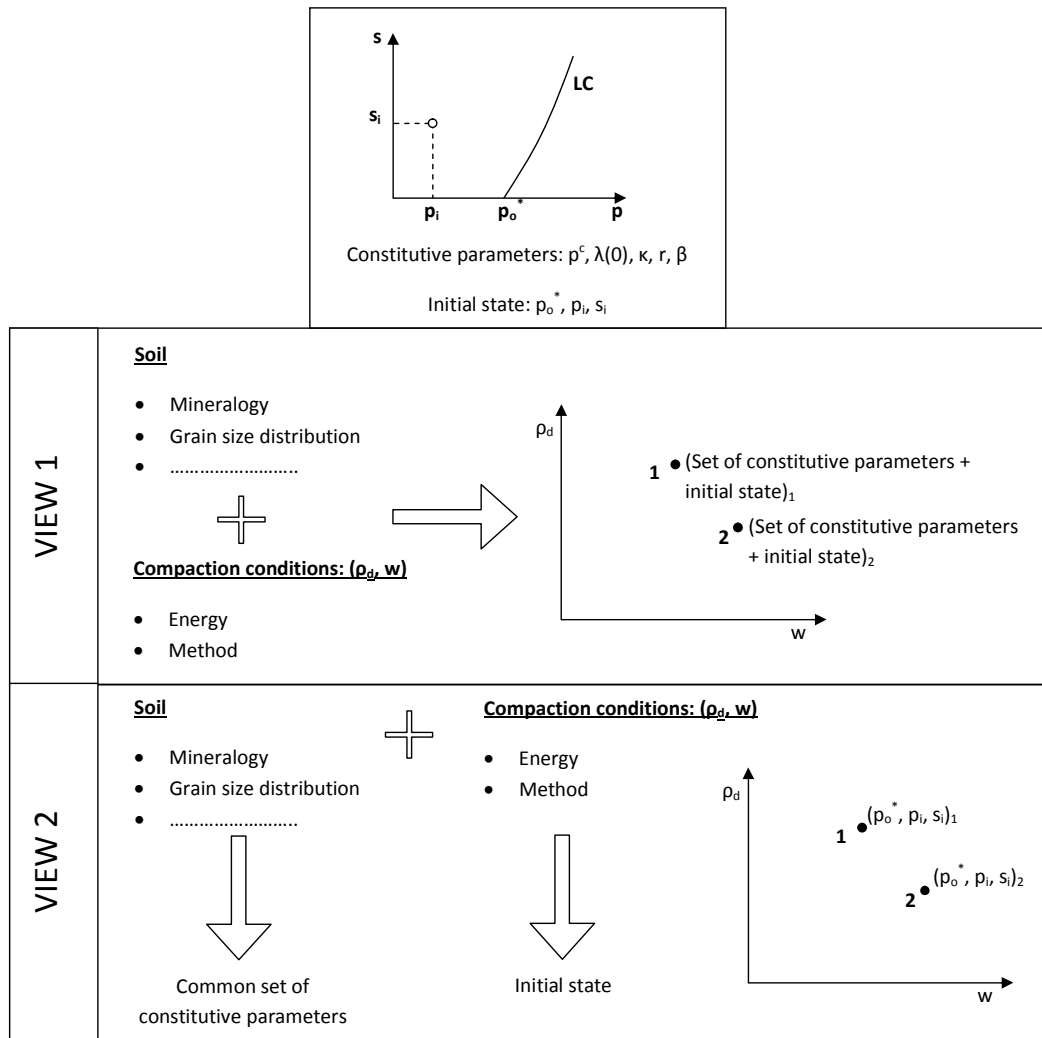 s
LC
sᵢ
pᵢ
pₒ*
p
Constitutive parameters: pᶜ, λ(0), κ, r, β
Initial state: pₒ*, pᵢ, sᵢ
VIEW 1
Soil
• Mineralogy
• Grain size distribution
• ..............................
Compaction conditions: (ρd, w)
• Energy
• Method
ρd
1
(Set of constitutive parameters +
initial state)₁
2
(Set of constitutive parameters
+ initial state)₂
w
VIEW 2
Soil
• Mineralogy
• Grain size distribution
• ..............................
Common set of
constitutive parameters
Compaction conditions: (ρd, w)
• Energy
• Method
Initial state
ρd
1
(pₒ*, pᵢ, sᵢ)₁
2
(pₒ*, pᵢ, sᵢ)₂
w